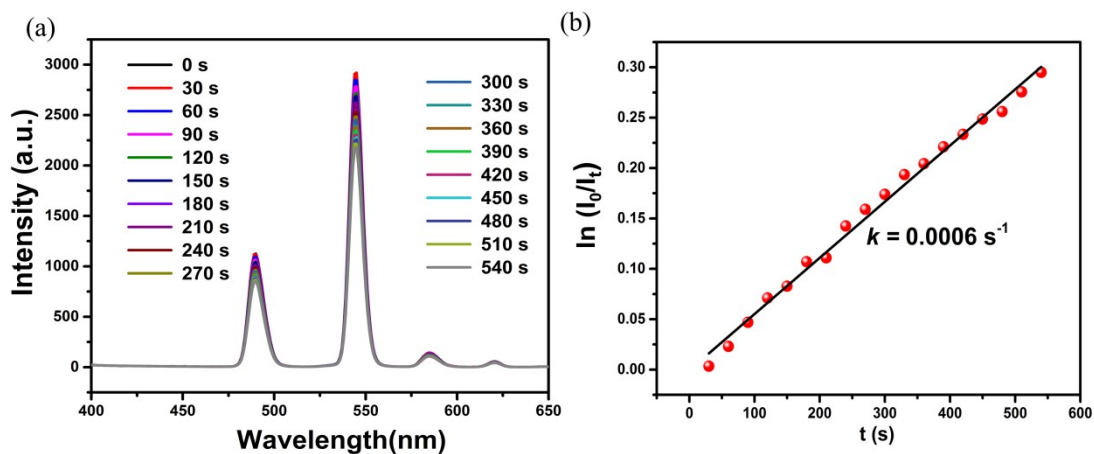 (a)
3000
2500
2000
1500
1000
500
0
Intensity (a.u.)
0 s
30 s
60 s
90 s
120 s
150 s
180 s
210 s
240 s
270 s
300 s
330 s
360 s
390 s
420 s
450 s
480 s
510 s
540 s
400 450 500 550 600 650
Wavelength(nm)
(b)
0.30
0.25
0.20
0.15
0.10
0.05
0.00
ln (I₀/Iₜ)
k = 0.0006 s⁻¹
0 100 200 300 400 500 600
t (s)